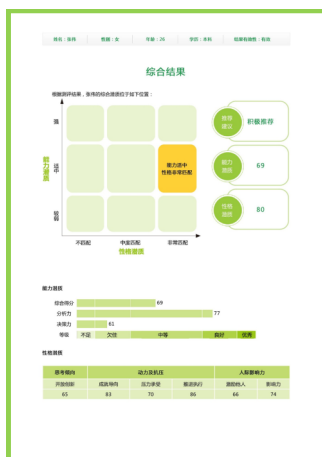 姓名：张伟 性别：女 年龄：26 学历：本科 结果有效性：有效
综合结果
根据测评结果，张伟的综合潜质位于如下位置：
强
适中
较弱
能力潜质
能力适中
性格非常匹配
不匹配 中度匹配 非常匹配
性格潜质
推荐建议 积极推荐
能力潜质 69
性格潜质 80
能力潜质
综合得分 69
分析力 77
决策力 61
等级 不足 欠佳 中等 良好 优秀
性格潜质
思考倾向 动力及抗压 人际影响力
开放创新 成就导向 压力承受 推进执行 激励他人 影响力
65 83 70 86 66 74